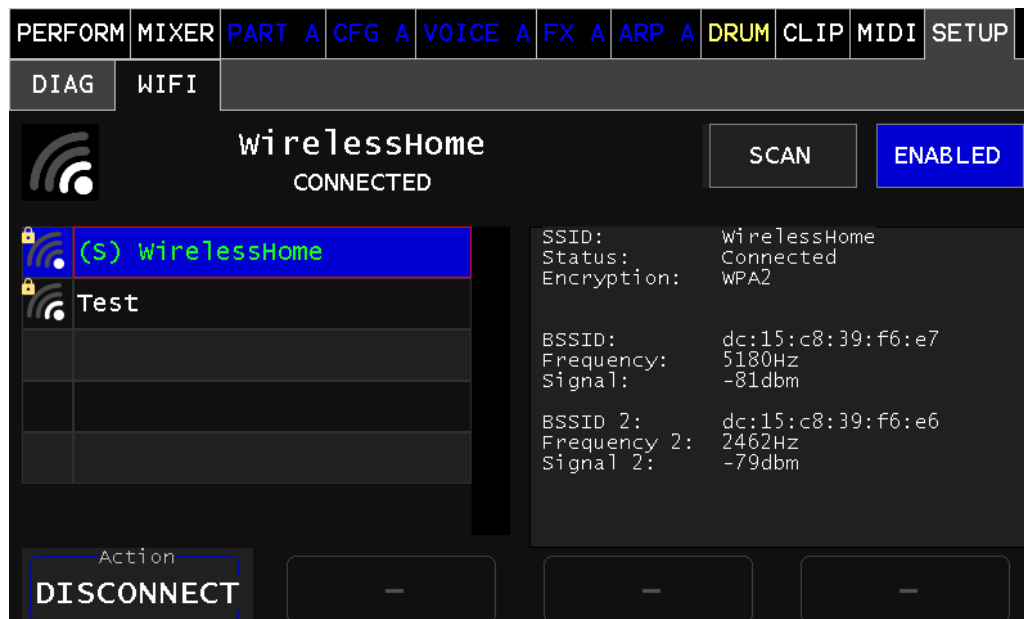 PERFORM MIXER PART A CFG A VOICE A FX A ARP A DRUM CLIP MIDI SETUP
DIAG WIFI
WirelessHome
CONNECTED
SCAN ENABLED
(S) WirelessHome
Test
SSID: WirelessHome
Status: Connected
Encryption: WPA2
BSSID: dc:15:c8:39:f6:e7
Frequency: 5180Hz
Signal: -81dbm
BSSID 2: dc:15:c8:39:f6:e6
Frequency 2: 2462Hz
Signal 2: -79dbm
Action
DISCONNECT – – –